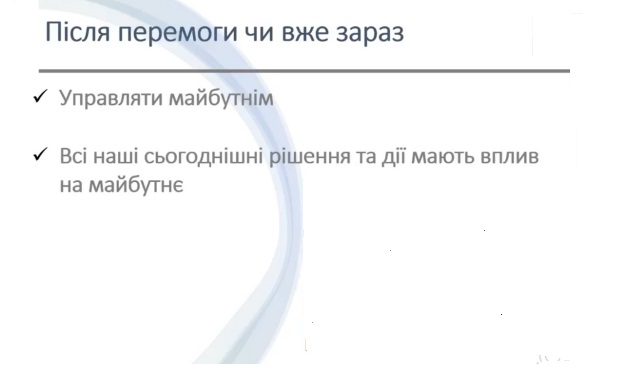 Після перемоги чи вже зараз
✓ Управляти майбутнім
✓ Всі наші сьогоднішні рішення та дії мають вплив
на майбутнє